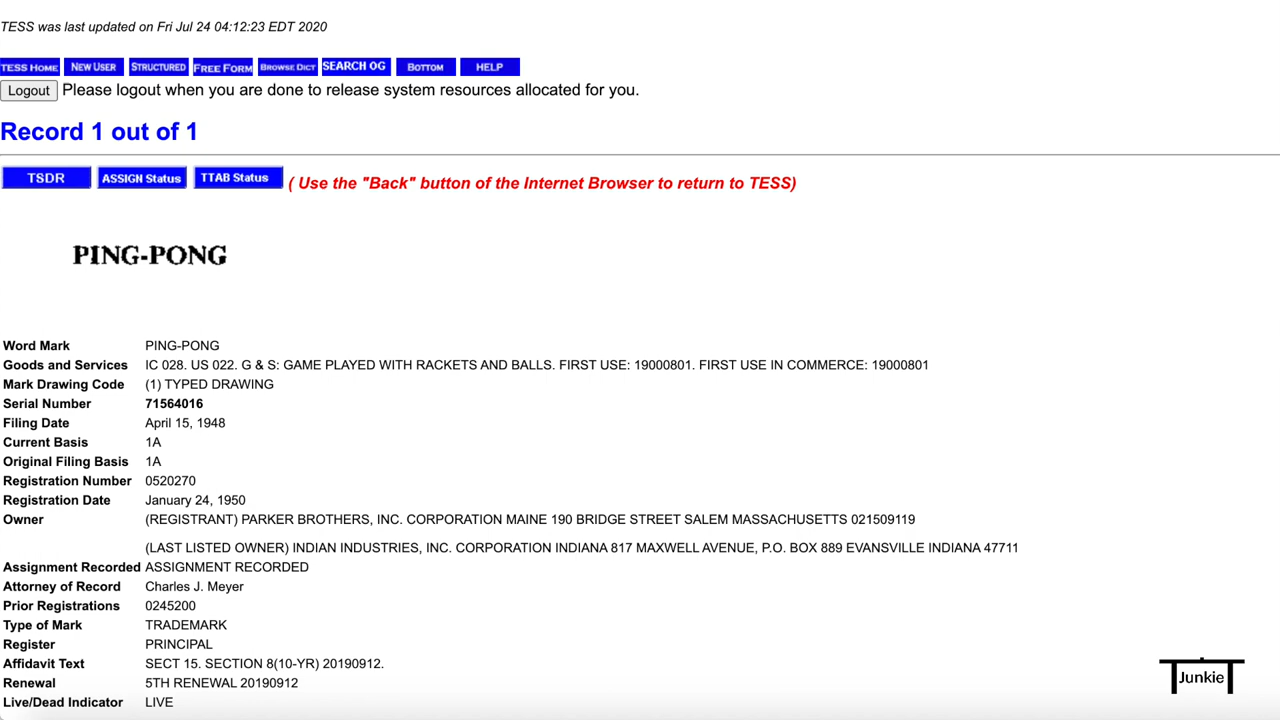 TESS was last updated on Fri Jul 24 04:12:23 EDT 2020
TESS HOME NEW USER STRUCTURED FREE FORM BROWSE DICT SEARCH OG BOTTOM HELP
Logout Please logout when you are done to release system resources allocated for you.
Record 1 out of 1
TSDR ASSIGN Status TTAB Status ( Use the "Back" button of the Internet Browser to return to TESS)
PING-PONG
Word Mark PING-PONG
Goods and Services IC 028. US 022. G & S: GAME PLAYED WITH RACKETS AND BALLS. FIRST USE: 19000801. FIRST USE IN COMMERCE: 19000801
Mark Drawing Code (1) TYPED DRAWING
Serial Number 71564016
Filing Date April 15, 1948
Current Basis 1A
Original Filing Basis 1A
Registration Number 0520270
Registration Date January 24, 1950
Owner (REGISTRANT) PARKER BROTHERS, INC. CORPORATION MAINE 190 BRIDGE STREET SALEM MASSACHUSETTS 021509119
(LAST LISTED OWNER) INDIAN INDUSTRIES, INC. CORPORATION INDIANA 817 MAXWELL AVENUE, P.O. BOX 889 EVANSVILLE INDIANA 47711
Assignment Recorded ASSIGNMENT RECORDED
Attorney of Record Charles J. Meyer
Prior Registrations 0245200
Type of Mark TRADEMARK
Register PRINCIPAL
Affidavit Text SECT 15. SECTION 8(10-YR) 20190912.
Renewal 5TH RENEWAL 20190912
Live/Dead Indicator LIVE
Junkie